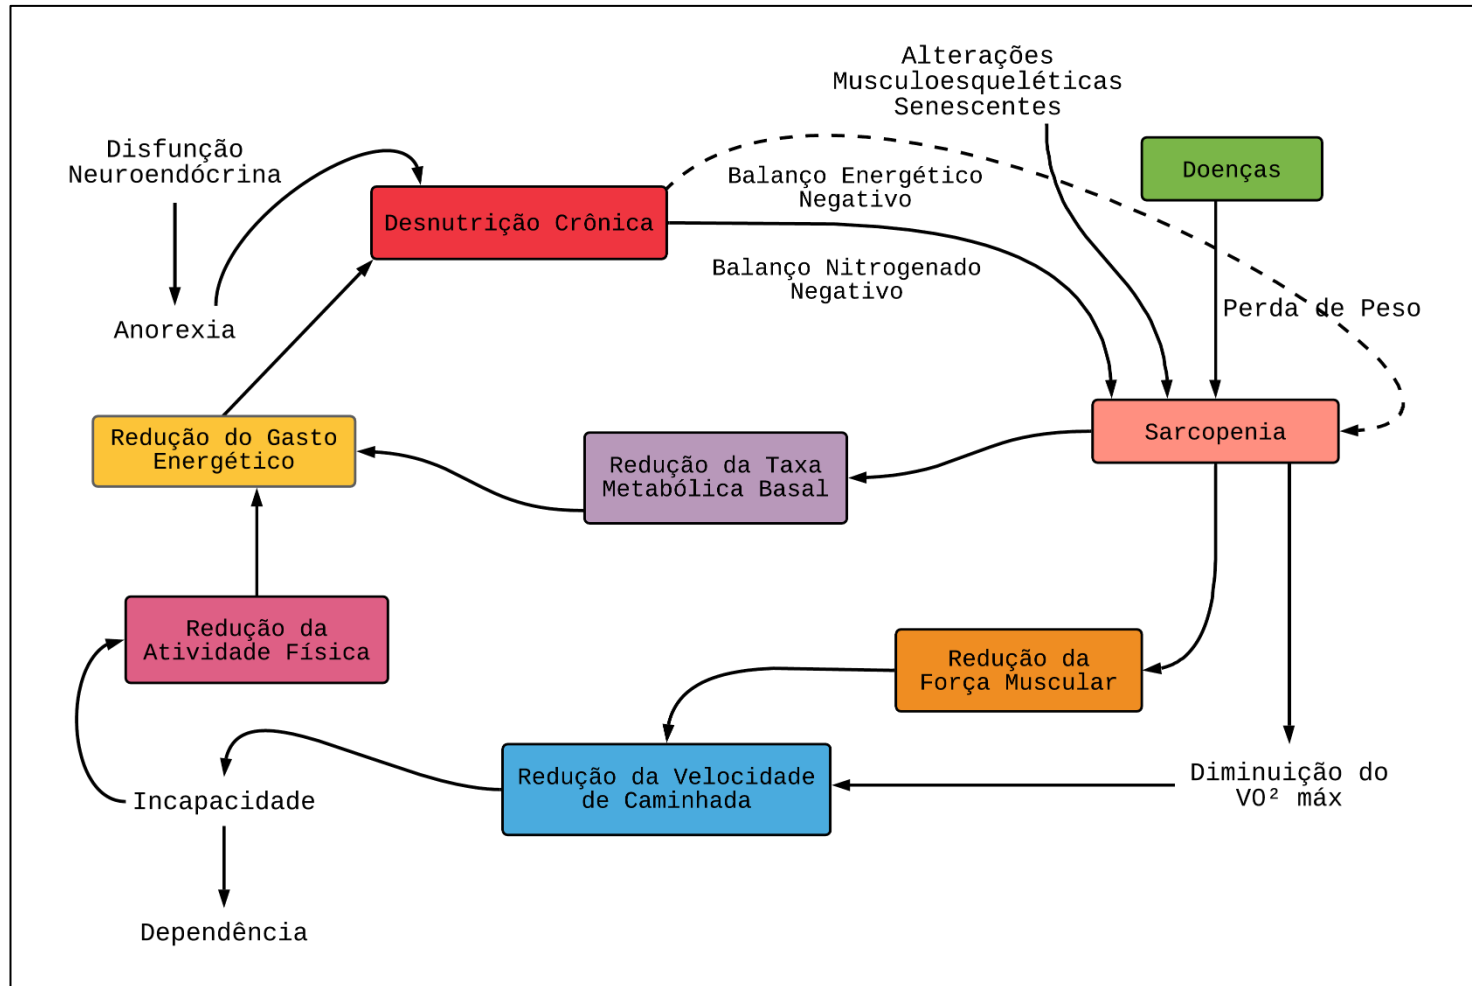 Alterações
Musculoesqueléticas
Senescentes
Disfunção
Neuroendócrina
Doenças
Balanço Energético
Negativo
Desnutrição Crônica
Balanço Nitrogenado
Negativo
Perda de Peso
Anorexia
Redução do Gasto
Energético
Sarcopenia
Redução da Taxa
Metabólica Basal
Redução da
Atividade Física
Redução da
Força Muscular
Redução da Velocidade
de Caminhada
Diminuição do
VO² máx
Incapacidade
Dependência